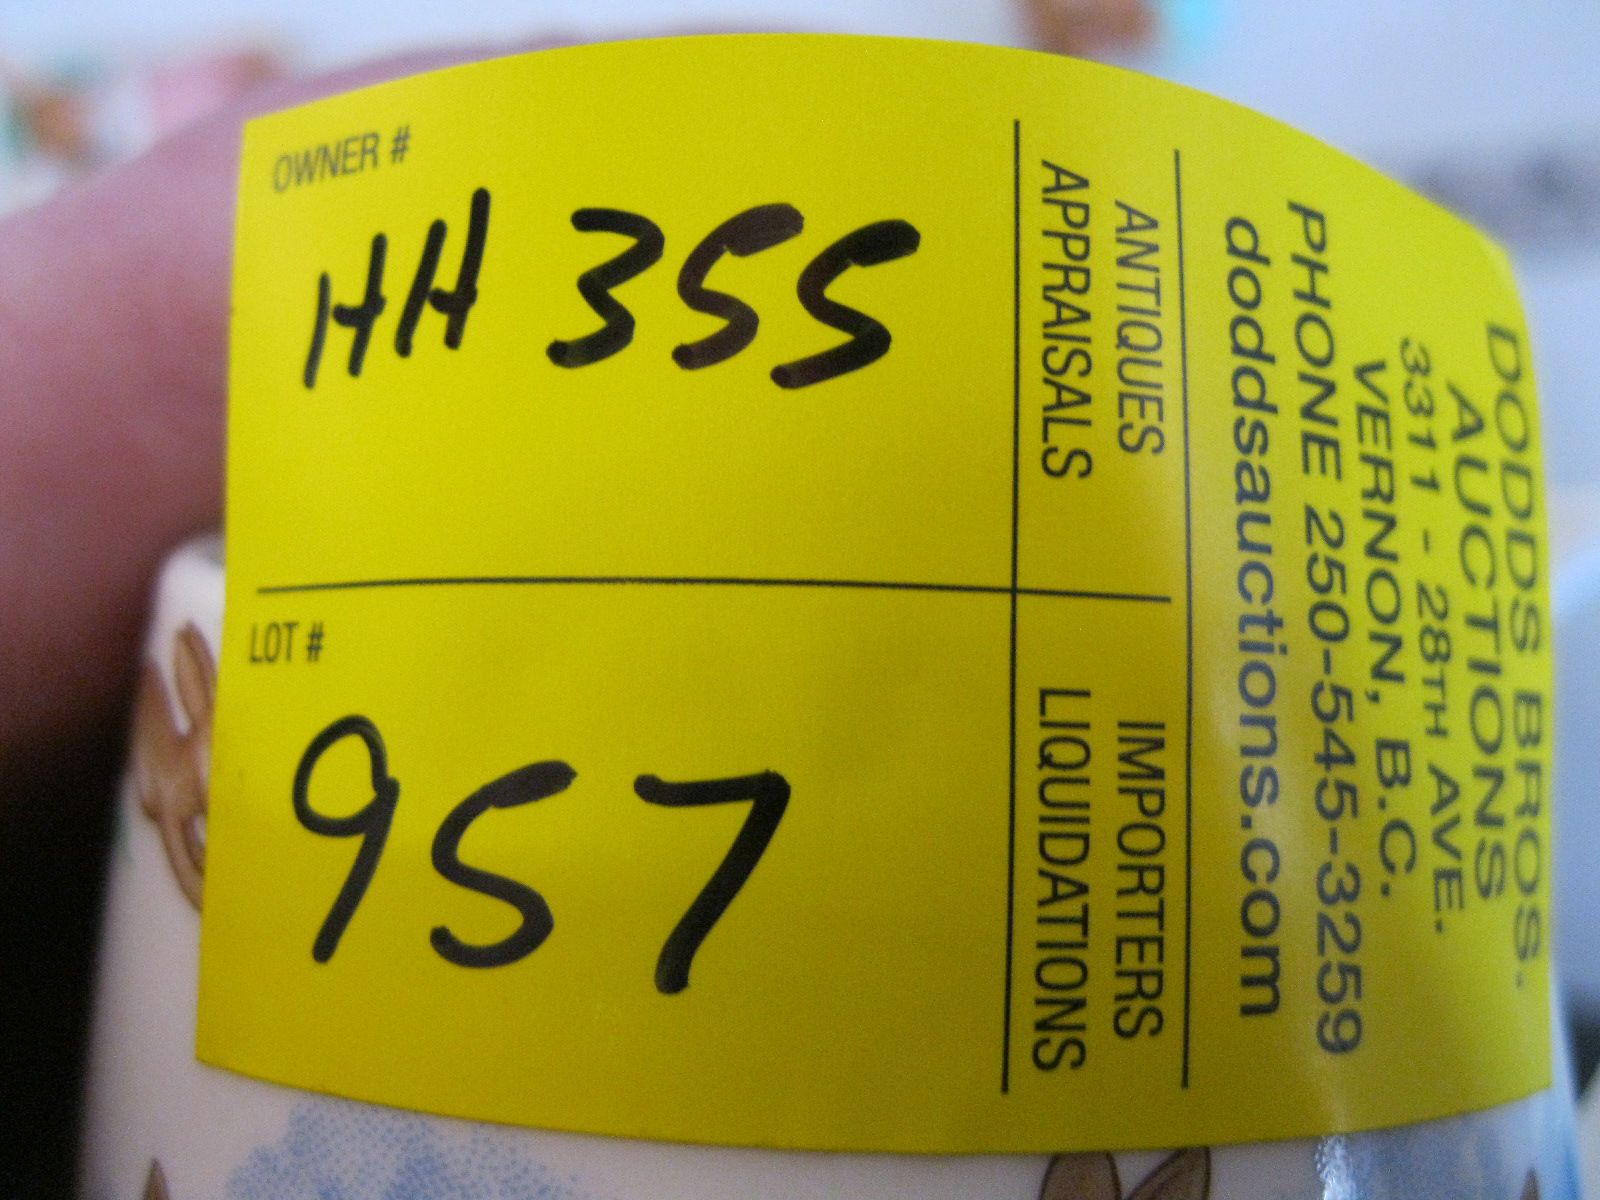 OWNER #
HH 355
LOT #
957
ANTIQUES
APPRAISALS
IMPORTERS
LIQUIDATIONS
DODDS BROS.
AUCTIONS
3311 - 28TH AVE.
VERNON, B.C.
PHONE 250-545-3259
doddsauctions.com